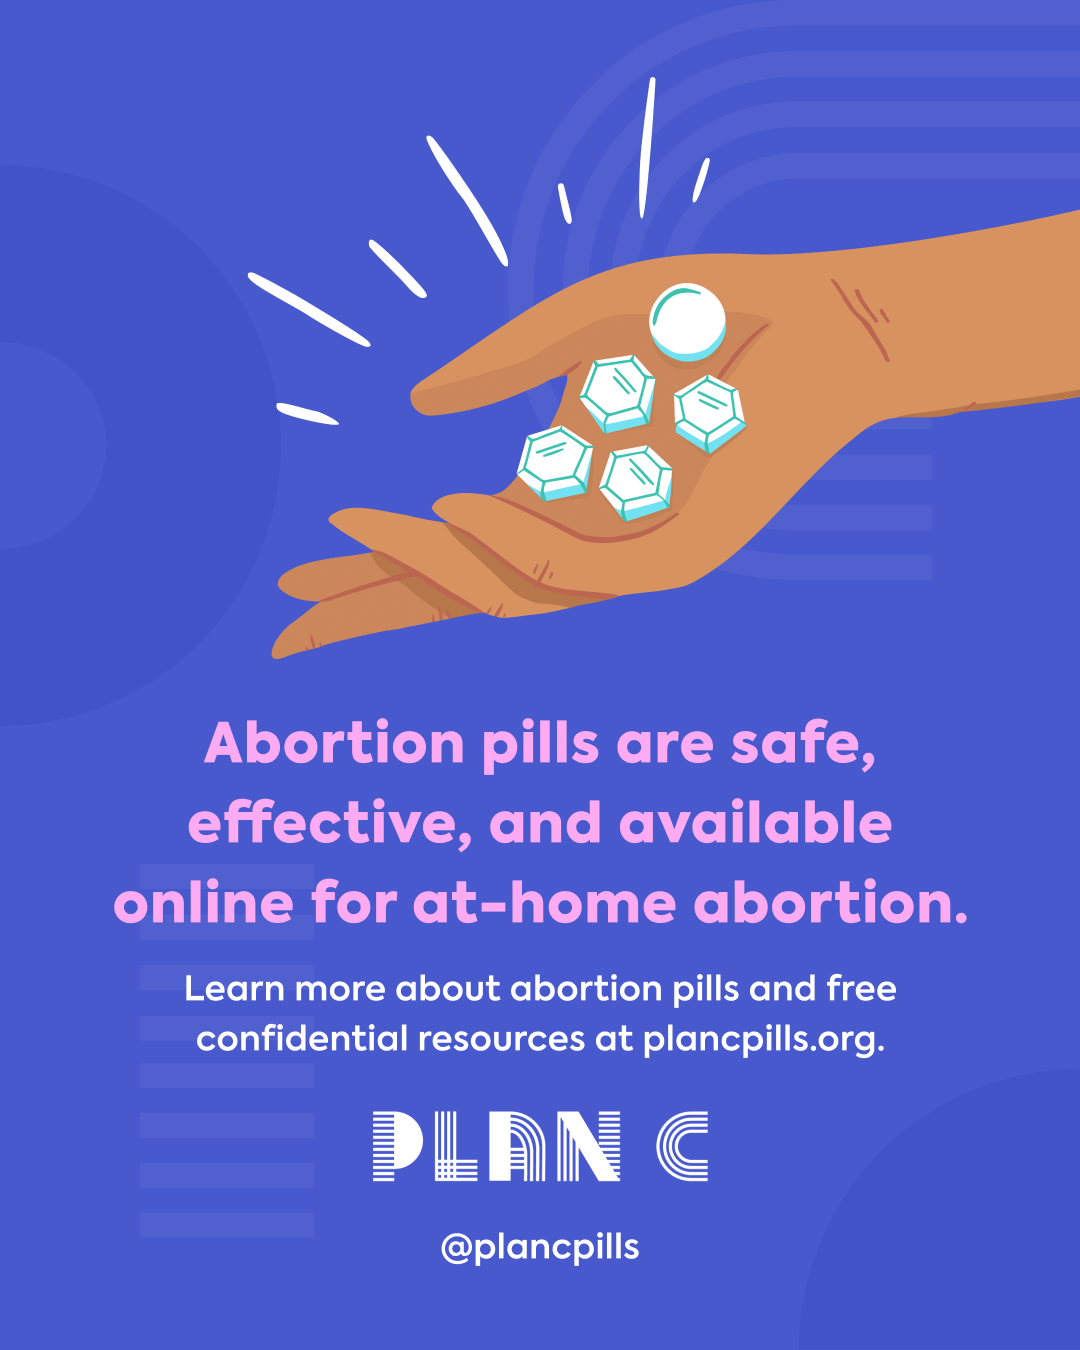 Abortion pills are safe,
effective, and available
online for at-home abortion.
Learn more about abortion pills and free
confidential resources at plancpills.org.
PLAN C
@plancpills